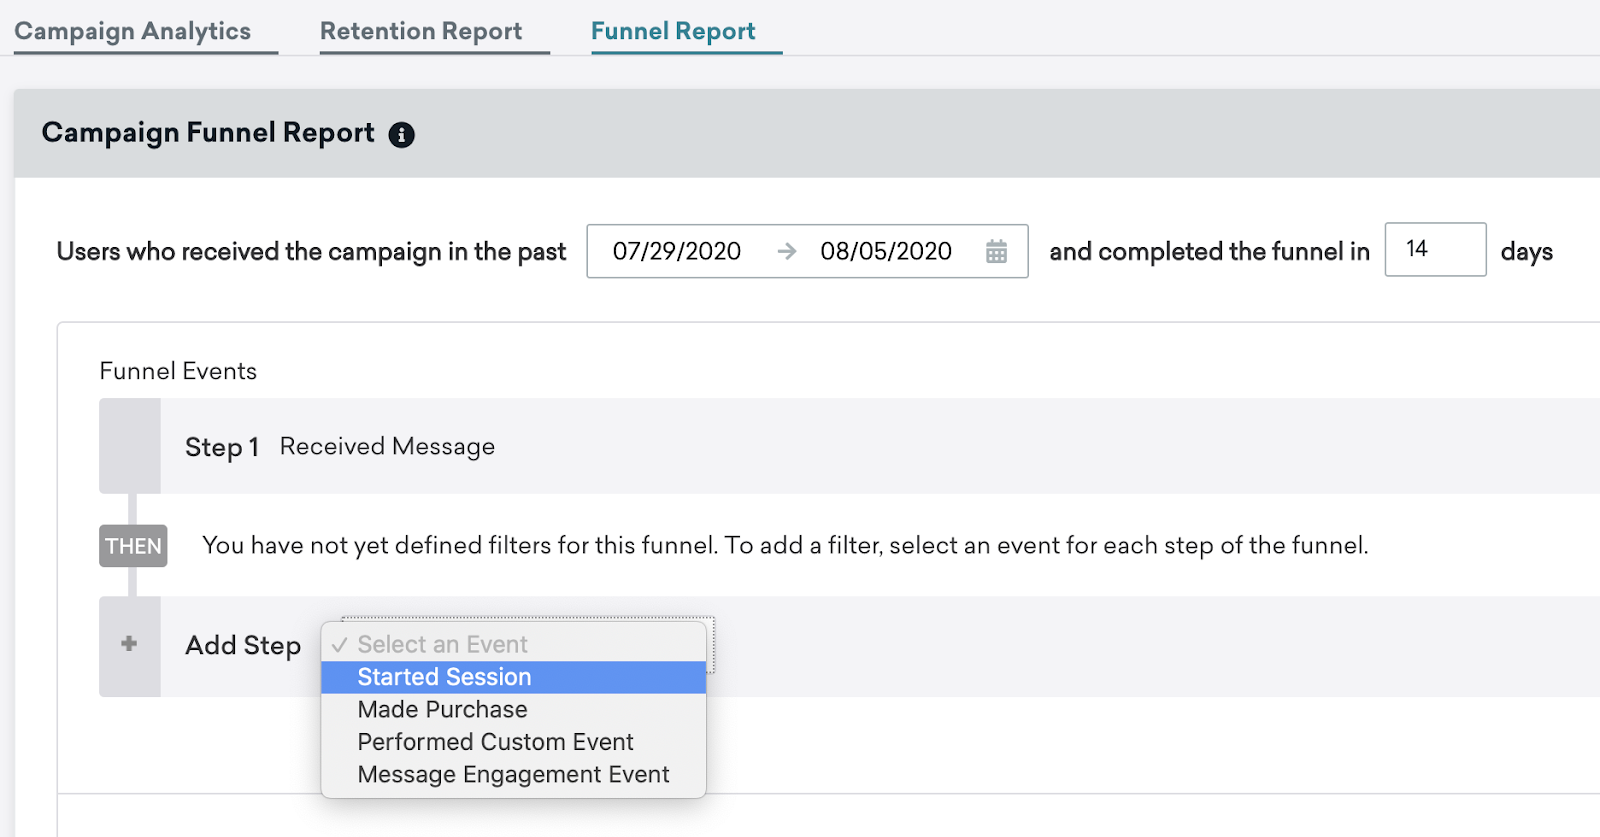 Campaign Analytics Retention Report Funnel Report
Campaign Funnel Report
Users who received the campaign in the past 07/29/2020 → 08/05/2020 and completed the funnel in 14 days
Funnel Events
Step 1 Received Message
THEN You have not yet defined filters for this funnel. To add a filter, select an event for each step of the funnel.
+ Add Step ✓ Select an Event
Started Session
Made Purchase
Performed Custom Event
Message Engagement Event